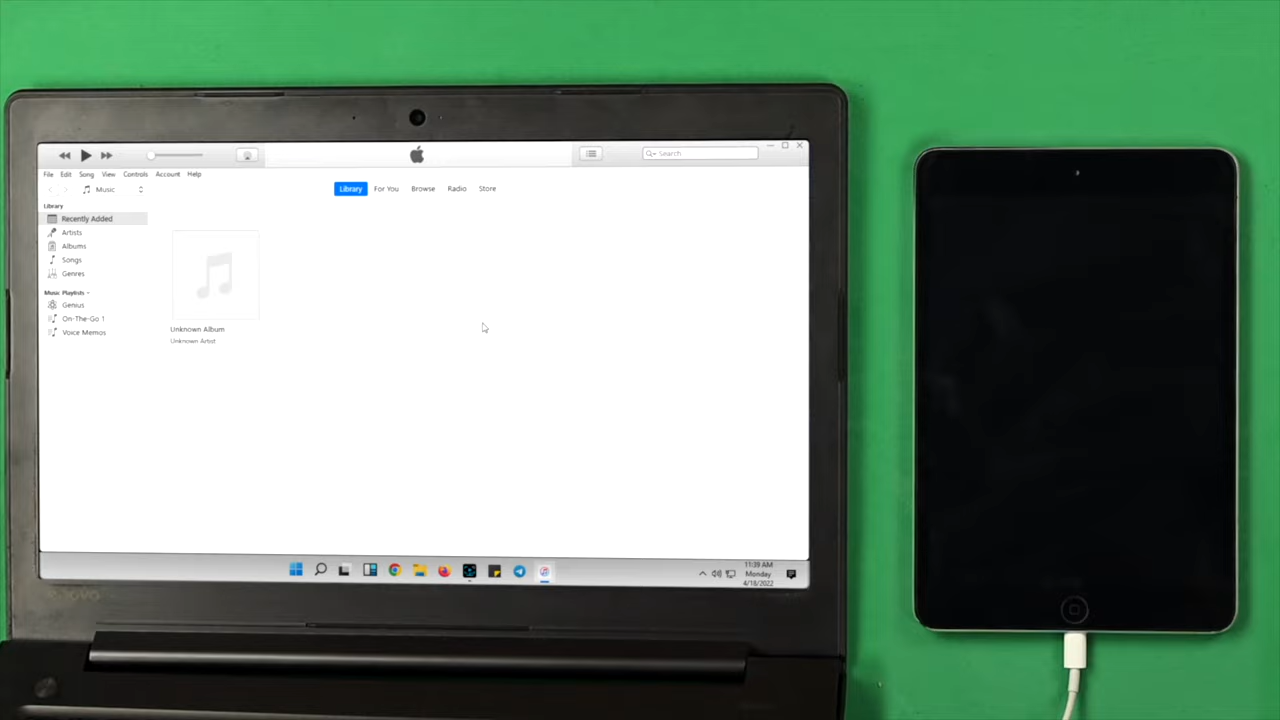 Search
File Edit Song View Controls Account Help
Music
Library For You Browse Radio Store
Library
Recently Added
Artists
Albums
Songs
Genres
Music Playlists
Genius
On-The-Go 1
Voice Memos
Unknown Album
Unknown Artist
11:39 AM
Monday
4/18/2022
Lenovo